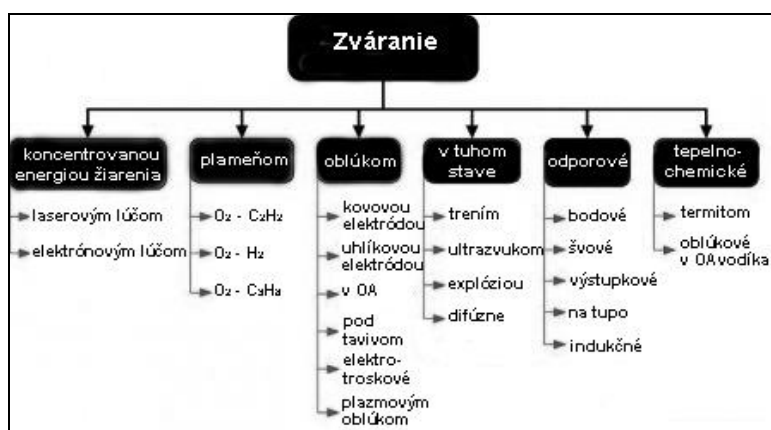 Zváranie
koncentrovanou
energiou žiarenia
laserovým lúčom
elektrónovým lúčom
plameňom
O₂ - C₂H₂
O₂ - H₂
O₂ - C₃H₈
oblúkom
kovovou
elektródou
uhlíkovou
elektródou
v OA
pod
tavivom
elektro-
troskové
plazmovým
oblúkom
v tuhom
stave
trením
ultrazvukom
explóziou
difúzne
odporové
bodové
švové
výstupkové
na tupo
indukčné
tepelno-
chemické
termitom
oblúkové
v OA vodíka